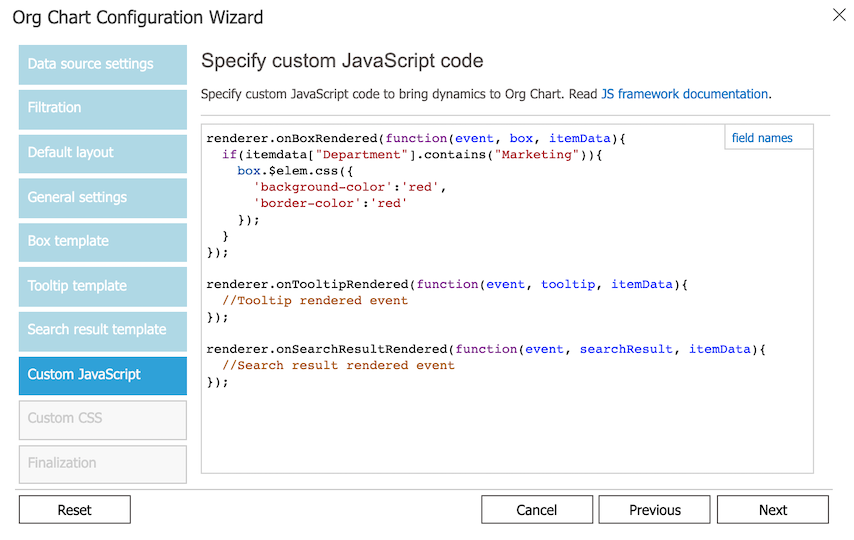 Org Chart Configuration Wizard
Data source settings
Filtration
Default layout
General settings
Box template
Tooltip template
Search result template
Custom JavaScript
Custom CSS
Finalization
Specify custom JavaScript code
Specify custom JavaScript code to bring dynamics to Org Chart. Read JS framework documentation.
field names
renderer.onBoxRendered(function(event, box, itemData){
  if(itemdata["Department"].contains("Marketing")){
    box.$elem.css({
      'background-color':'red',
      'border-color':'red'
    });
  }
});

renderer.onTooltipRendered(function(event, tooltip, itemData){
  //Tooltip rendered event
});

renderer.onSearchResultRendered(function(event, searchResult, itemData){
  //Search result rendered event
});
Reset
Cancel
Previous
Next